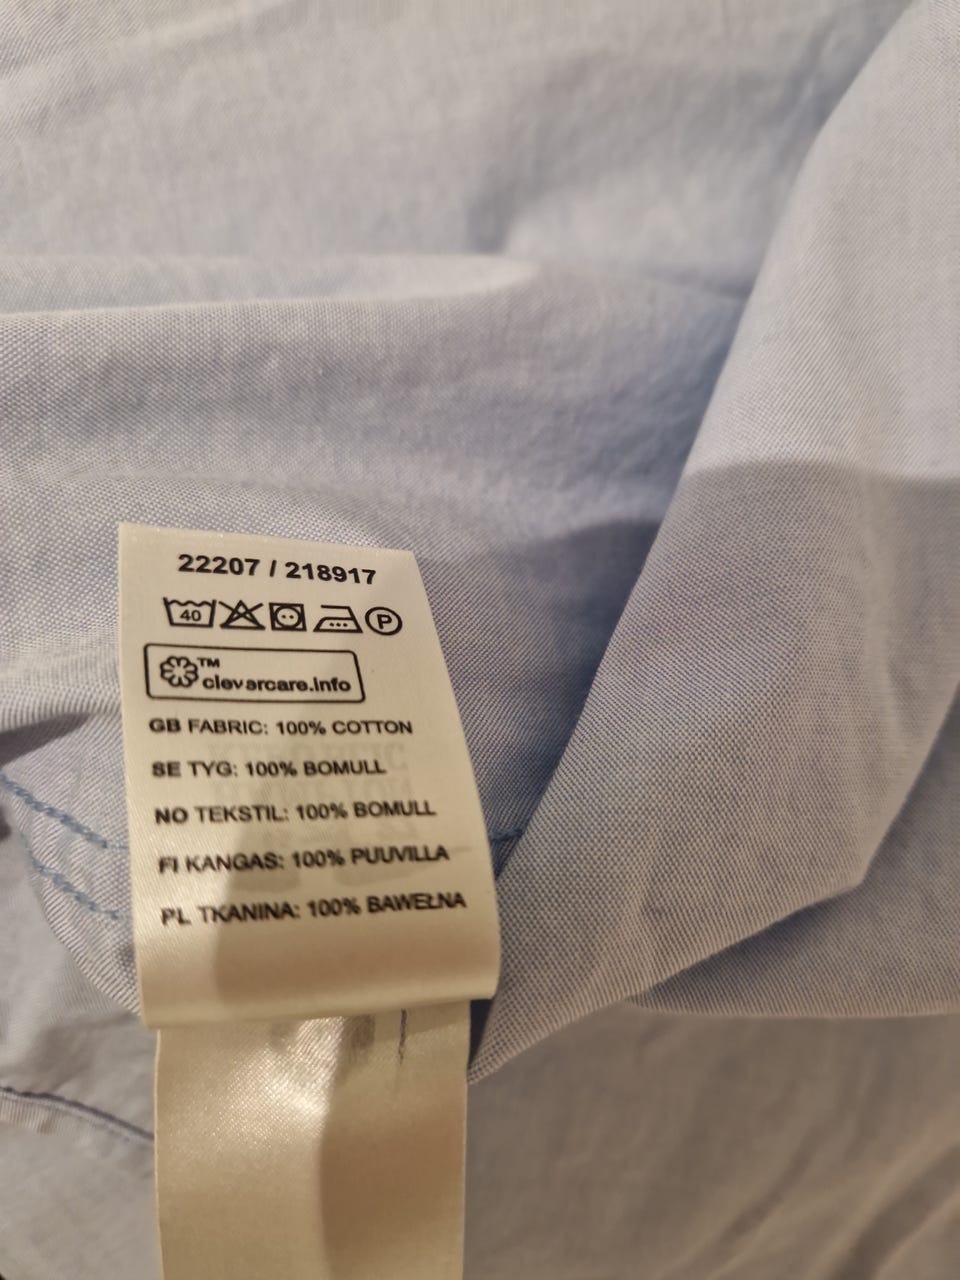 22207 / 218917
40 P
™
clevercare.info
GB FABRIC: 100% COTTON
SE TYG: 100% BOMULL
NO TEKSTIL: 100% BOMULL
FI KANGAS: 100% PUUVILLA
PL TKANINA: 100% BAWEŁNA